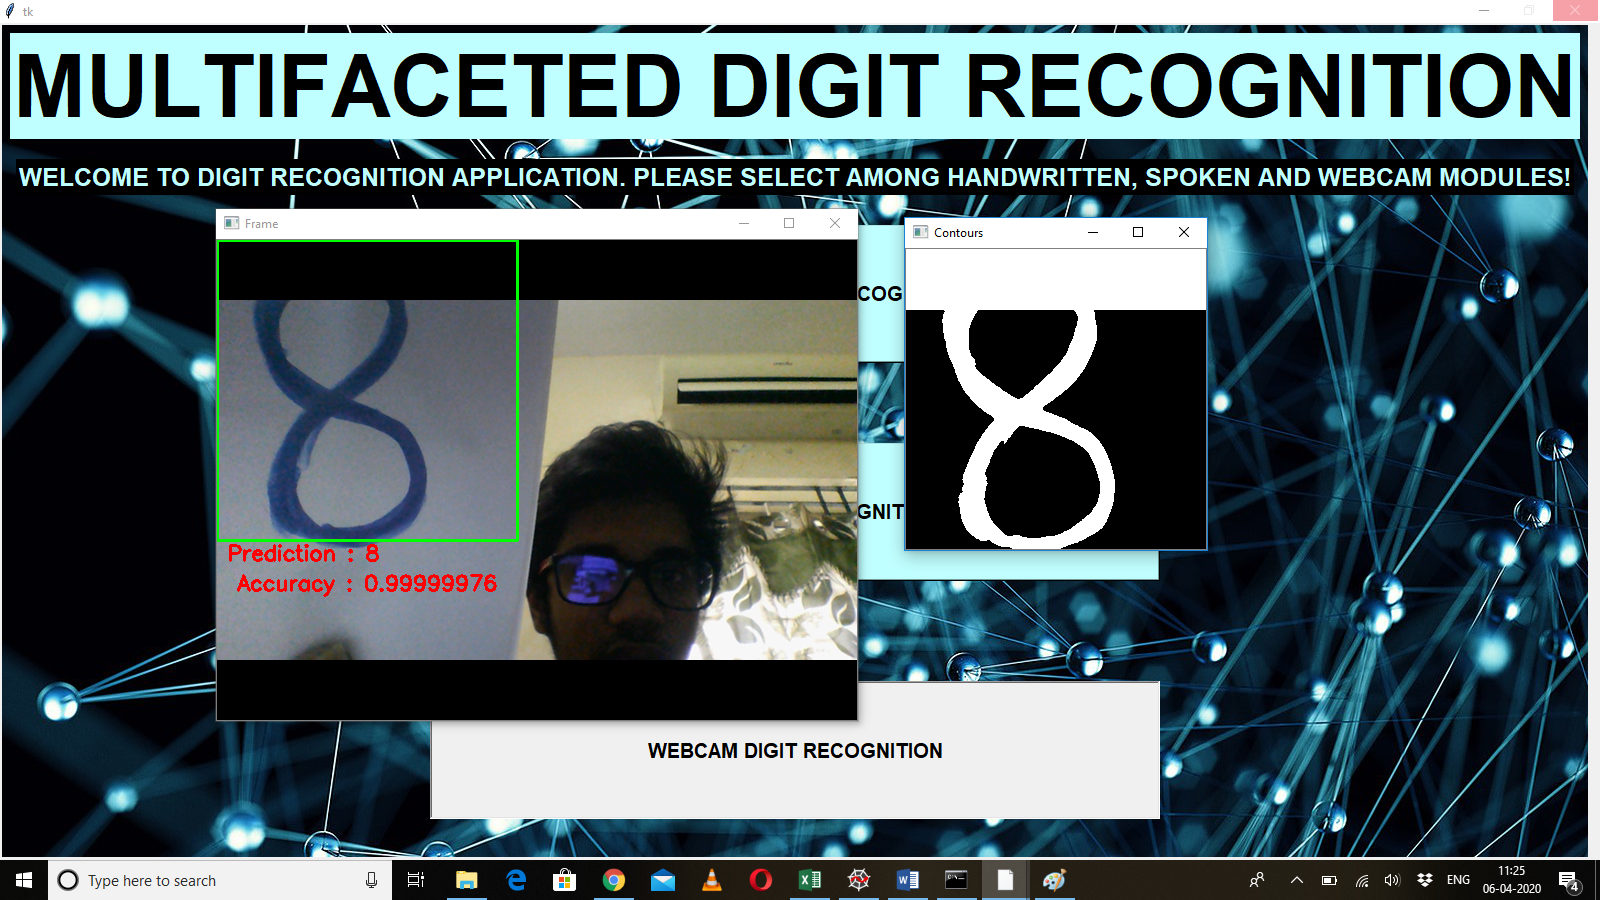 tk
MULTIFACETED DIGIT RECOGNITION
WELCOME TO DIGIT RECOGNITION APPLICATION. PLEASE SELECT AMONG HANDWRITTEN, SPOKEN AND WEBCAM MODULES!
Frame
Contours
COG
8
8
GNIT
Prediction : 8
Accuracy : 0.99999976
WEBCAM DIGIT RECOGNITION
Type here to search
ENG
11:25
06-04-2020
4